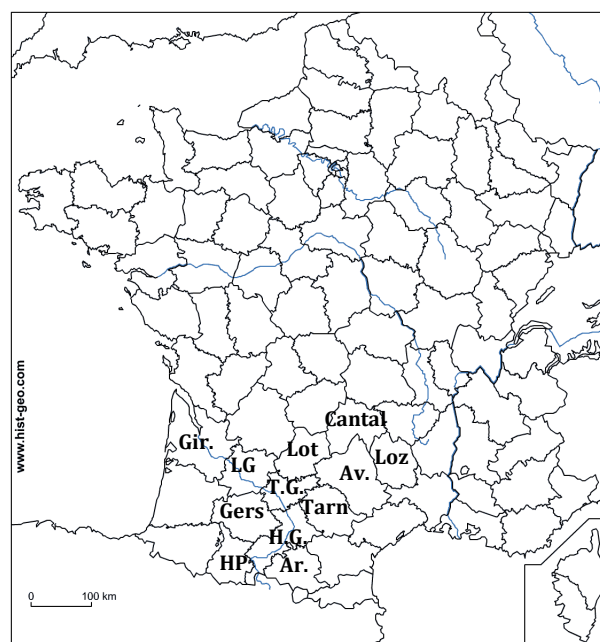 Cantal
Gir.
Lot
Loz
LG
Av.
T.G.
Gers
Tarn
H.G.
HP
Ar.
www.hist-geo.com
0 100 km